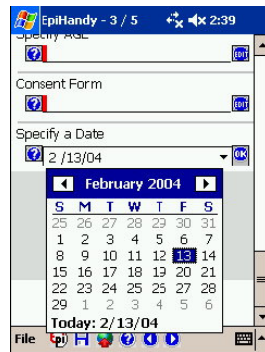 EpiHandy - 3 / 5 2:39
Specify AGE
EDIT
Consent Form
EDIT
Specify a Date
2 /13/04 OK
February 2004
S M T W T F S
25 26 27 28 29 30 31
1 2 3 4 5 6 7
8 9 10 11 12 13 14
15 16 17 18 19 20 21
22 23 24 25 26 27 28
29 1 2 3 4 5 6
Today: 2/13/04
File Epi H